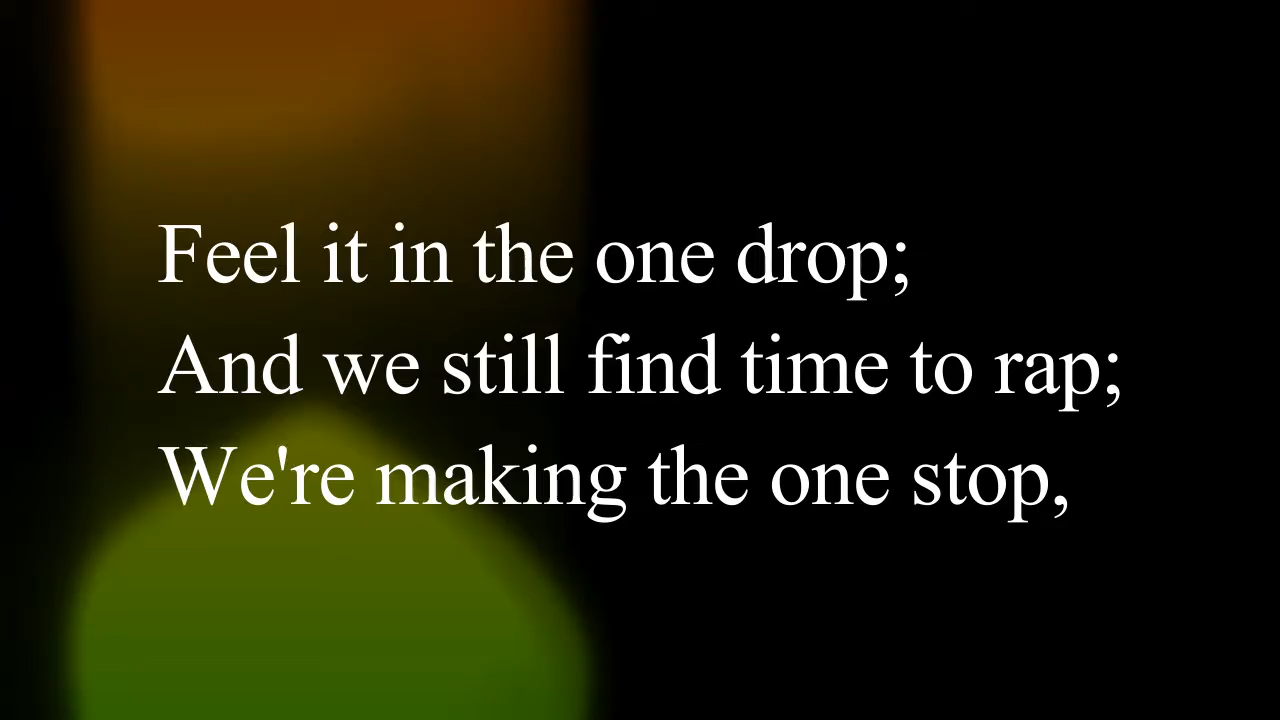 Feel it in the one drop;
And we still find time to rap;
We're making the one stop,